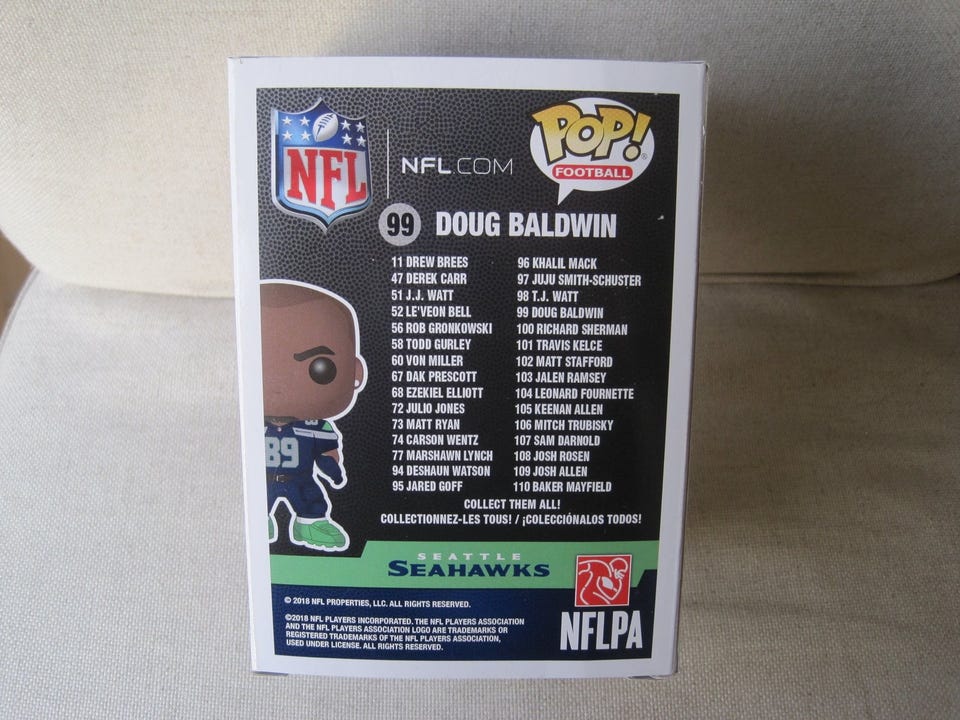 NFL
NFL.COM
POP!
FOOTBALL
99 DOUG BALDWIN
11 DREW BREES
47 DEREK CARR
51 J.J. WATT
52 LE'VEON BELL
56 ROB GRONKOWSKI
58 TODD GURLEY
60 VON MILLER
67 DAK PRESCOTT
68 EZEKIEL ELLIOTT
72 JULIO JONES
73 MATT RYAN
74 CARSON WENTZ
77 MARSHAWN LYNCH
94 DESHAUN WATSON
95 JARED GOFF
96 KHALIL MACK
97 JUJU SMITH-SCHUSTER
98 T.J. WATT
99 DOUG BALDWIN
100 RICHARD SHERMAN
101 TRAVIS KELCE
102 MATT STAFFORD
103 JALEN RAMSEY
104 LEONARD FOURNETTE
105 KEENAN ALLEN
106 MITCH TRUBISKY
107 SAM DARNOLD
108 JOSH ROSEN
109 JOSH ALLEN
110 BAKER MAYFIELD
COLLECT THEM ALL!
COLLECTIONNEZ-LES TOUS! / ¡COLECCIÓNALOS TODOS!
89
SEATTLE
SEAHAWKS
© 2018 NFL PROPERTIES, LLC. ALL RIGHTS RESERVED.
©2018 NFL PLAYERS INCORPORATED. THE NFL PLAYERS ASSOCIATION
AND THE NFL PLAYERS ASSOCIATION LOGO ARE TRADEMARKS OR
REGISTERED TRADEMARKS OF THE NFL PLAYERS ASSOCIATION,
USED UNDER LICENSE. ALL RIGHTS RESERVED.
NFLPA